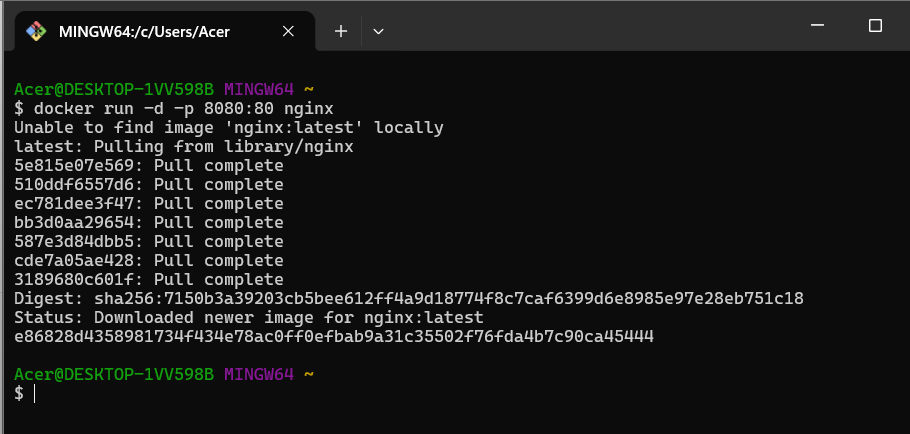 MINGW64:/c/Users/Acer
Acer@DESKTOP-1VV598B MINGW64 ~
$ docker run -d -p 8080:80 nginx
Unable to find image 'nginx:latest' locally
latest: Pulling from library/nginx
5e815e07e569: Pull complete
510ddf6557d6: Pull complete
ec781dee3f47: Pull complete
bb3d0aa29654: Pull complete
587e3d84dbb5: Pull complete
cde7a05ae428: Pull complete
3189680c601f: Pull complete
Digest: sha256:7150b3a39203cb5bee612ff4a9d18774f8c7caf6399d6e8985e97e28eb751c18
Status: Downloaded newer image for nginx:latest
e86828d4358981734f434e78ac0ff0efbab9a31c35502f76fda4b7c90ca45444
Acer@DESKTOP-1VV598B MINGW64 ~
$